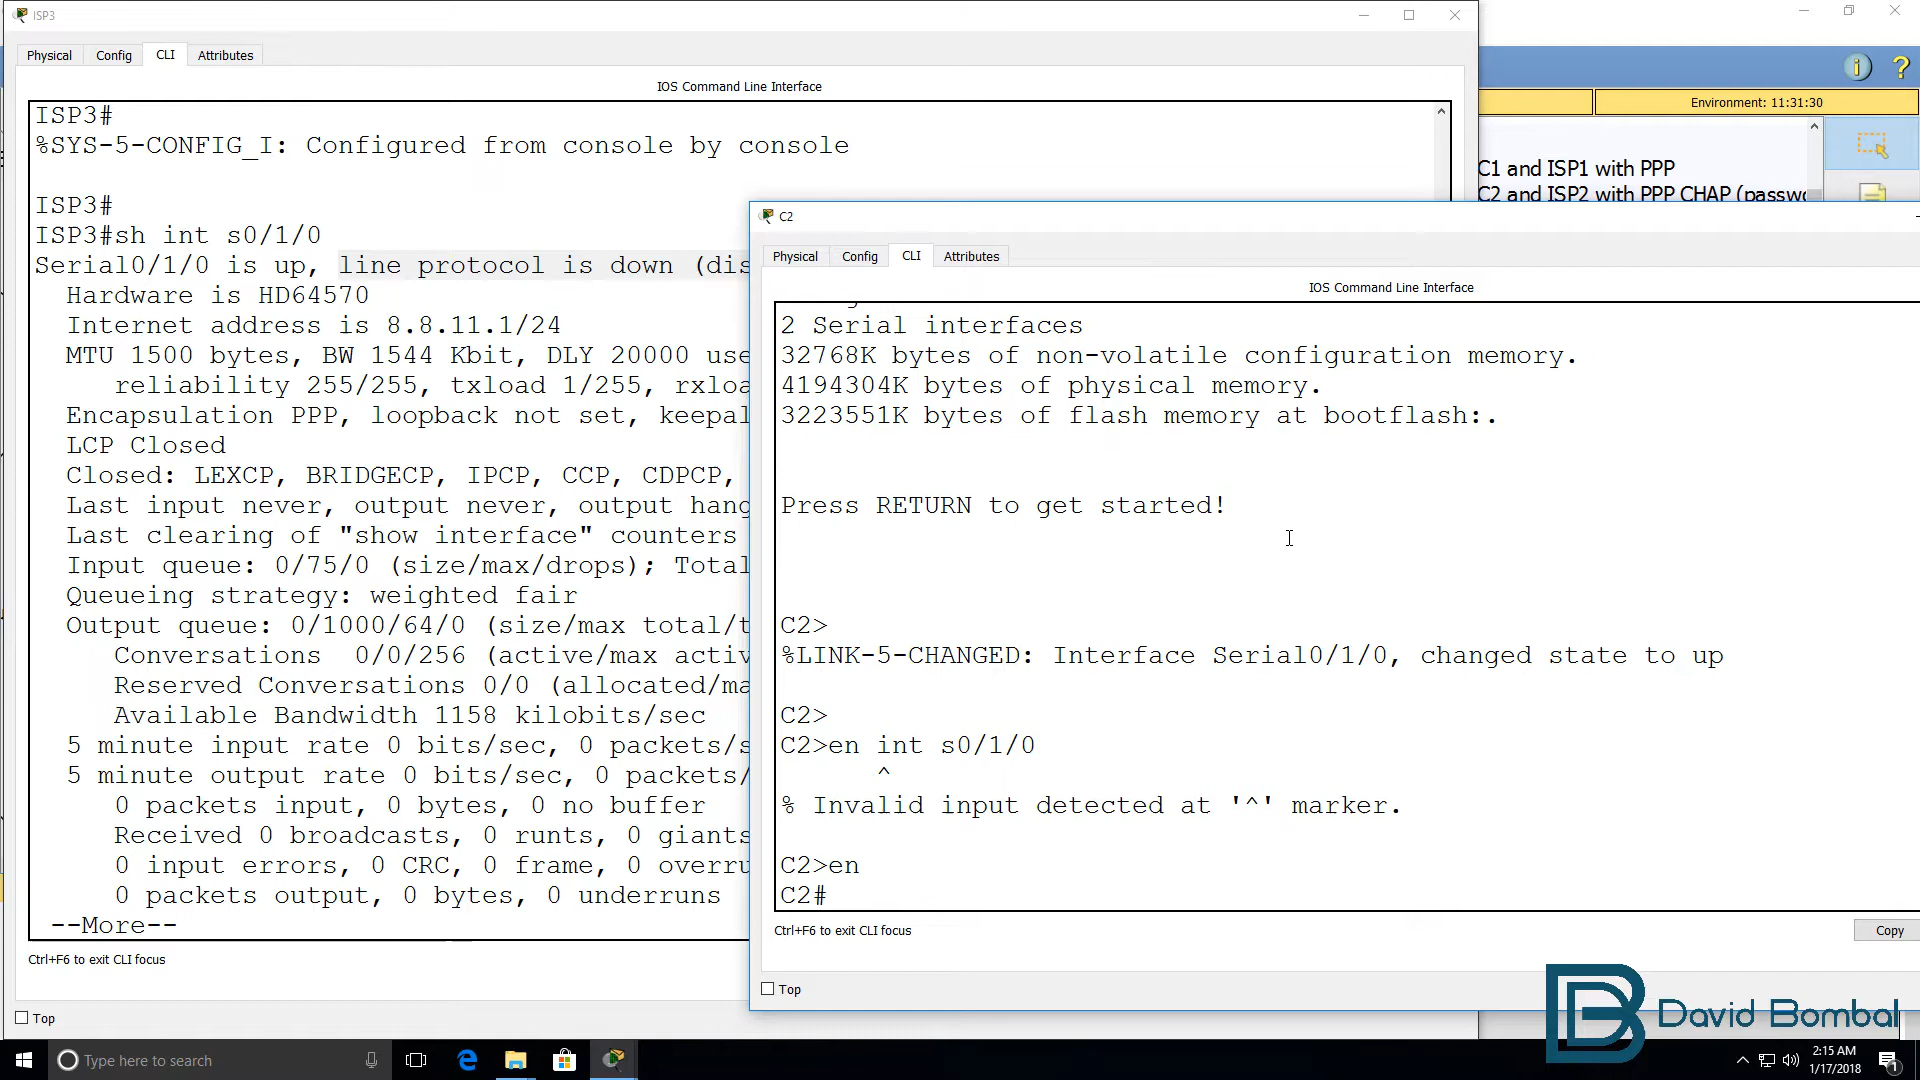 ISP3
Physical
Config
CLI
Attributes
IOS Command Line Interface
ISP3#
%SYS-5-CONFIG_I: Configured from console by console
ISP3#
ISP3#sh int s0/1/0
Serial0/1/0 is up, line protocol is down (dis
Hardware is HD64570
Internet address is 8.8.11.1/24
MTU 1500 bytes, BW 1544 Kbit, DLY 20000 use
reliability 255/255, txload 1/255, rxloa
Encapsulation PPP, loopback not set, keepal
LCP Closed
Closed: LEXCP, BRIDGECP, IPCP, CCP, CDPCP,
Last input never, output never, output hang
Last clearing of "show interface" counters
Input queue: 0/75/0 (size/max/drops); Total
Queueing strategy: weighted fair
Output queue: 0/1000/64/0 (size/max total/t
Conversations  0/0/256 (active/max activ
Reserved Conversations 0/0 (allocated/ma
Available Bandwidth 1158 kilobits/sec
5 minute input rate 0 bits/sec, 0 packets/s
5 minute output rate 0 bits/sec, 0 packets/
0 packets input, 0 bytes, 0 no buffer
Received 0 broadcasts, 0 runts, 0 giants
0 input errors, 0 CRC, 0 frame, 0 overru
0 packets output, 0 bytes, 0 underruns
--More--
Ctrl+F6 to exit CLI focus
Top
Environment: 11:31:30
C1 and ISP1 with PPP
C2 and ISP2 with PPP CHAP (passwo
C2
Physical
Config
CLI
Attributes
IOS Command Line Interface
2 Serial interfaces
32768K bytes of non-volatile configuration memory.
4194304K bytes of physical memory.
3223551K bytes of flash memory at bootflash:.
Press RETURN to get started!
C2>
%LINK-5-CHANGED: Interface Serial0/1/0, changed state to up
C2>
C2>en int s0/1/0
^
% Invalid input detected at '^' marker.
C2>en
C2#
Ctrl+F6 to exit CLI focus
Copy
Top
David Bombal
Type here to search
2:15 AM
1/17/2018
1